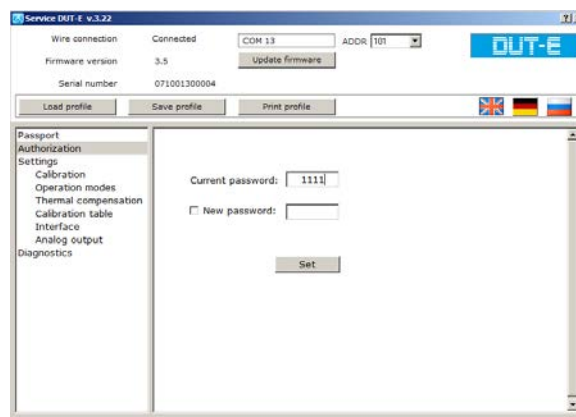 Service DUT-E v.3.22
Wire connection Connected COM 13 ADDR 101
DUT-E
Firmware version 3.5 Update firmware
Serial number 071001300004
Load profile Save profile Print profile
Passport
Authorization
Settings
Calibration
Operation modes
Thermal compensation
Calibration table
Interface
Analog output
Diagnostics
Current password: 1111
New password:
Set